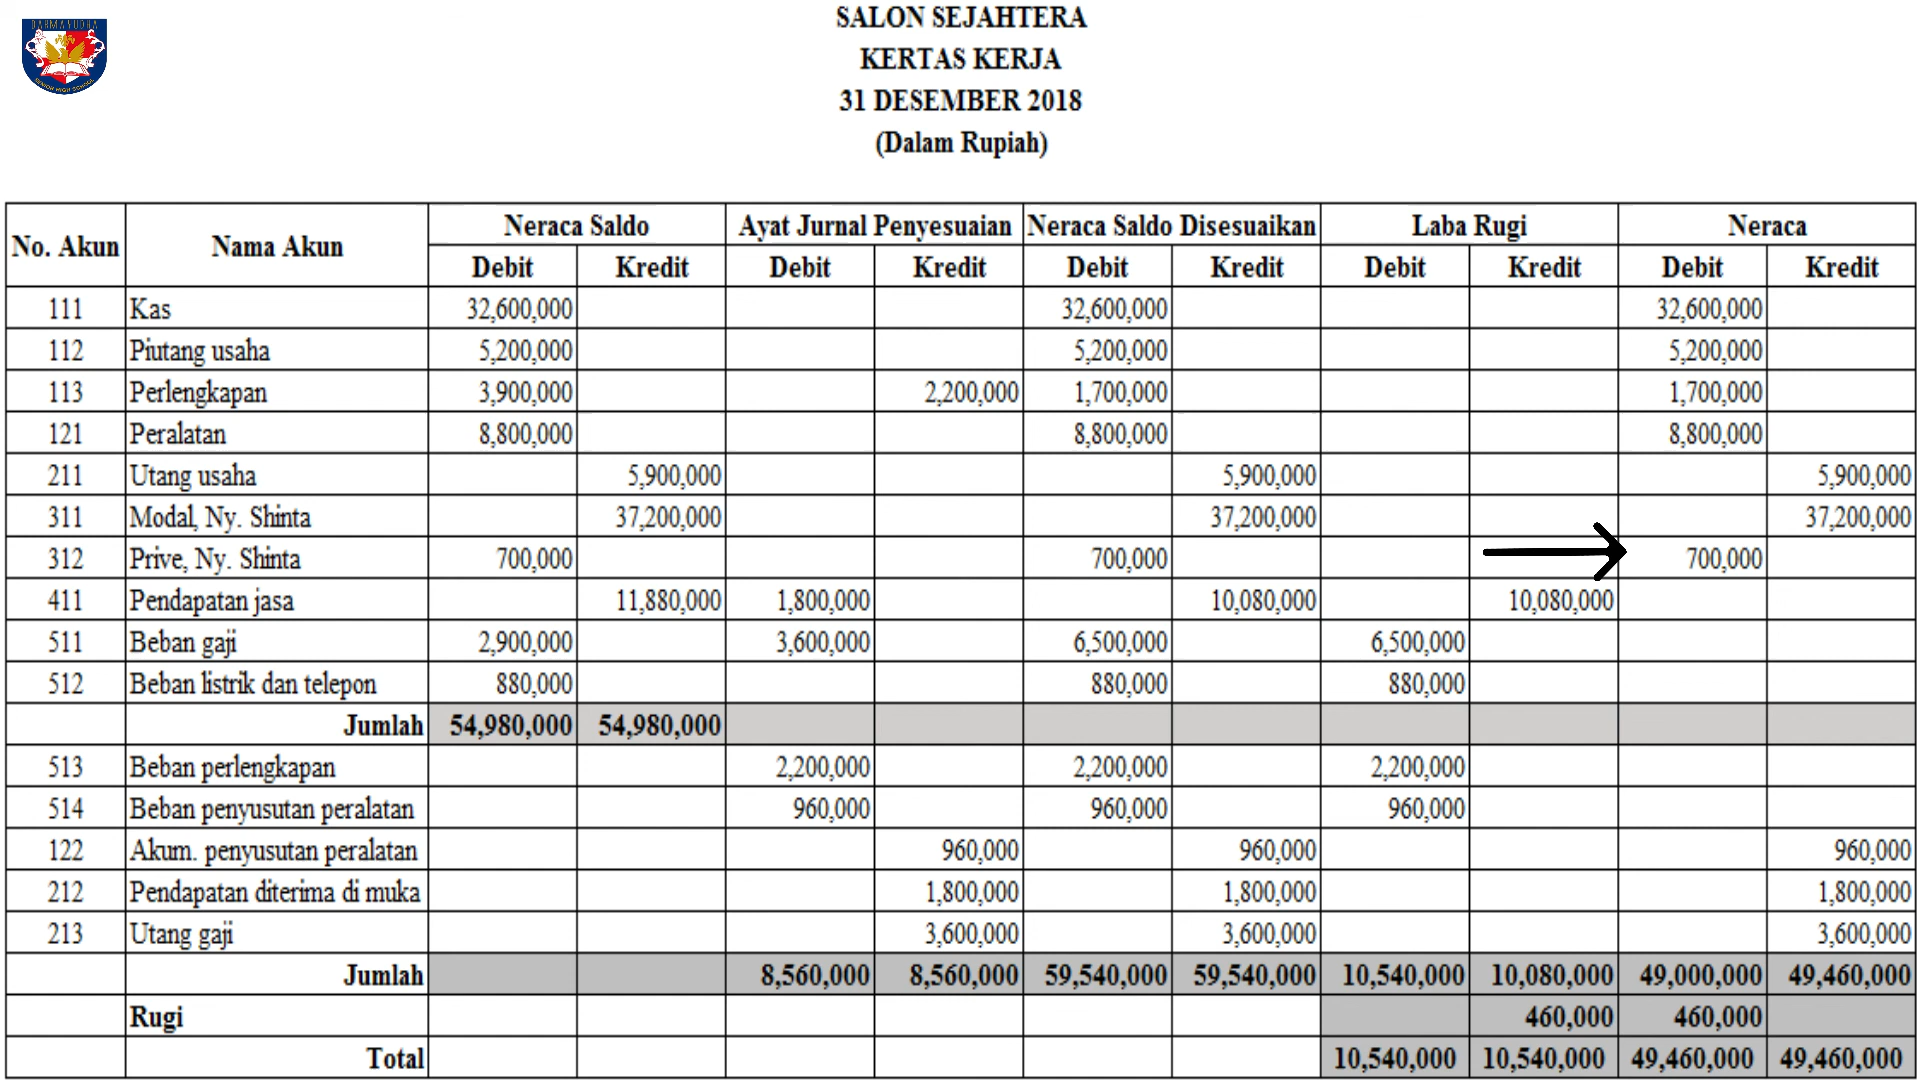 DARMA YUDHA
SENIOR HIGH SCHOOL
SALON SEJAHTERA
KERTAS KERJA
31 DESEMBER 2018
(Dalam Rupiah)
No. Akun Nama Akun Neraca Saldo Ayat Jurnal Penyesuaian Neraca Saldo Disesuaikan Laba Rugi Neraca
Debit Kredit Debit Kredit Debit Kredit Debit Kredit Debit Kredit
111 Kas 32,600,000 32,600,000 32,600,000
112 Piutang usaha 5,200,000 5,200,000 5,200,000
113 Perlengkapan 3,900,000 2,200,000 1,700,000 1,700,000
121 Peralatan 8,800,000 8,800,000 8,800,000
211 Utang usaha 5,900,000 5,900,000 5,900,000
311 Modal, Ny. Shinta 37,200,000 37,200,000 37,200,000
312 Prive, Ny. Shinta 700,000 700,000 700,000
411 Pendapatan jasa 11,880,000 1,800,000 10,080,000 10,080,000
511 Beban gaji 2,900,000 3,600,000 6,500,000 6,500,000
512 Beban listrik dan telepon 880,000 880,000 880,000
Jumlah 54,980,000 54,980,000
513 Beban perlengkapan 2,200,000 2,200,000 2,200,000
514 Beban penyusutan peralatan 960,000 960,000 960,000
122 Akum. penyusutan peralatan 960,000 960,000 960,000
212 Pendapatan diterima di muka 1,800,000 1,800,000 1,800,000
213 Utang gaji 3,600,000 3,600,000 3,600,000
Jumlah 8,560,000 8,560,000 59,540,000 59,540,000 10,540,000 10,080,000 49,000,000 49,460,000
Rugi 460,000 460,000
Total 10,540,000 10,540,000 49,460,000 49,460,000